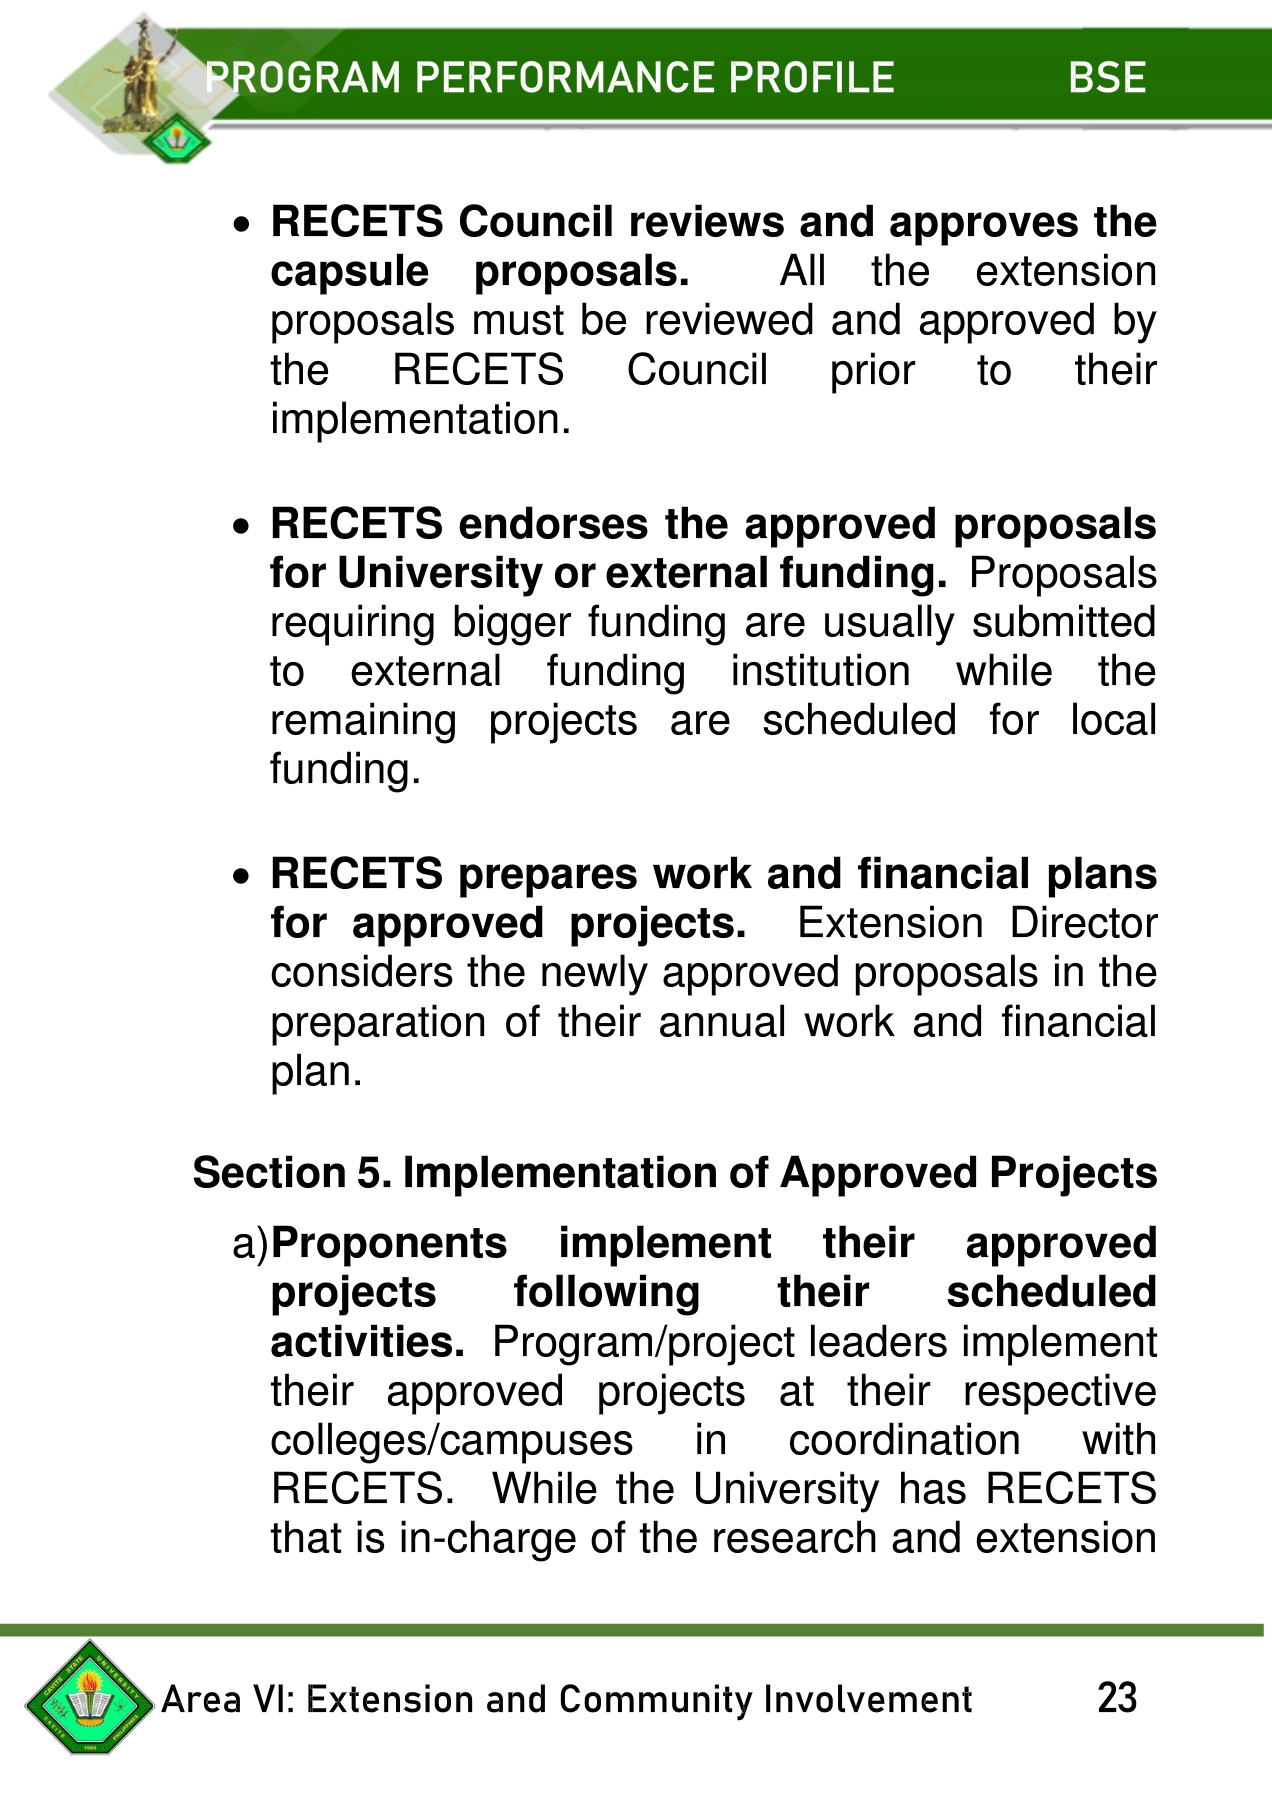 PROGRAM PERFORMANCE PROFILE BSE
• RECETS Council reviews and approves the
capsule proposals. All the extension
proposals must be reviewed and approved by
the RECETS Council prior to their
implementation.
• RECETS endorses the approved proposals
for University or external funding. Proposals
requiring bigger funding are usually submitted
to external funding institution while the
remaining projects are scheduled for local
funding.
• RECETS prepares work and financial plans
for approved projects. Extension Director
considers the newly approved proposals in the
preparation of their annual work and financial
plan.
Section 5. Implementation of Approved Projects
a)Proponents implement their approved
projects following their scheduled
activities. Program/project leaders implement
their approved projects at their respective
colleges/campuses in coordination with
RECETS. While the University has RECETS
that is in-charge of the research and extension
CAVITE STATE UNIVERSITY
CAVITE PHILIPPINES
1906
Area VI: Extension and Community Involvement 23